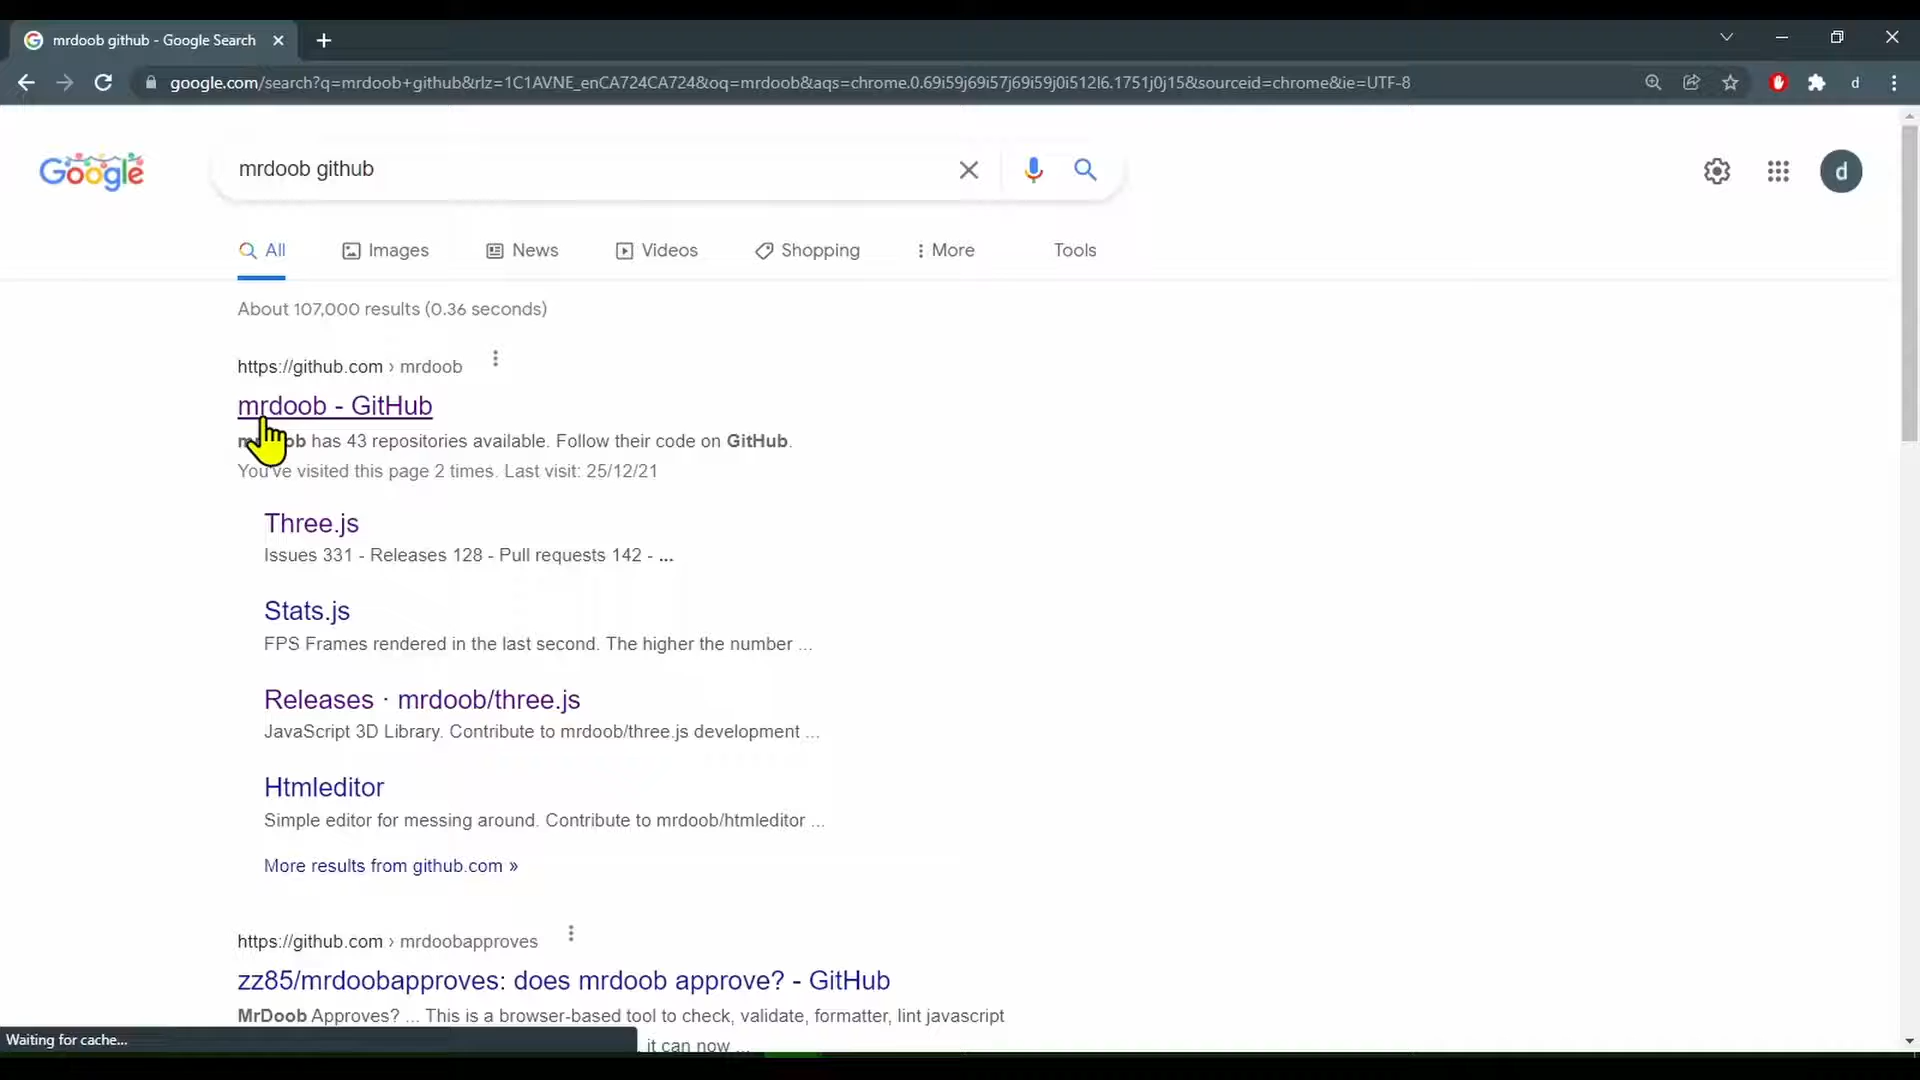 mrdoob github - Google Search
google.com/search?q=mrdoob+github&rlz=1C1AVNE_enCA724CA724&oq=mrdoob&aqs=chrome.0.69i59j69i57j69i59j0i512l6.1751j0j15&sourceid=chrome&ie=UTF-8
d
Google
mrdoob github
d
All
Images
News
Videos
Shopping
More
Tools
About 107,000 results (0.36 seconds)
https://github.com › mrdoob
mrdoob - GitHub
mrdoob has 43 repositories available. Follow their code on GitHub.
You've visited this page 2 times. Last visit: 25/12/21
Three.js
Issues 331 - Releases 128 - Pull requests 142 - ...
Stats.js
FPS Frames rendered in the last second. The higher the number ...
Releases · mrdoob/three.js
JavaScript 3D Library. Contribute to mrdoob/three.js development ...
Htmleditor
Simple editor for messing around. Contribute to mrdoob/htmleditor ...
More results from github.com »
https://github.com › mrdoobapproves
zz85/mrdoobapproves: does mrdoob approve? - GitHub
MrDoob Approves? ... This is a browser-based tool to check, validate, formatter, lint javascript
it can now ...
Waiting for cache...